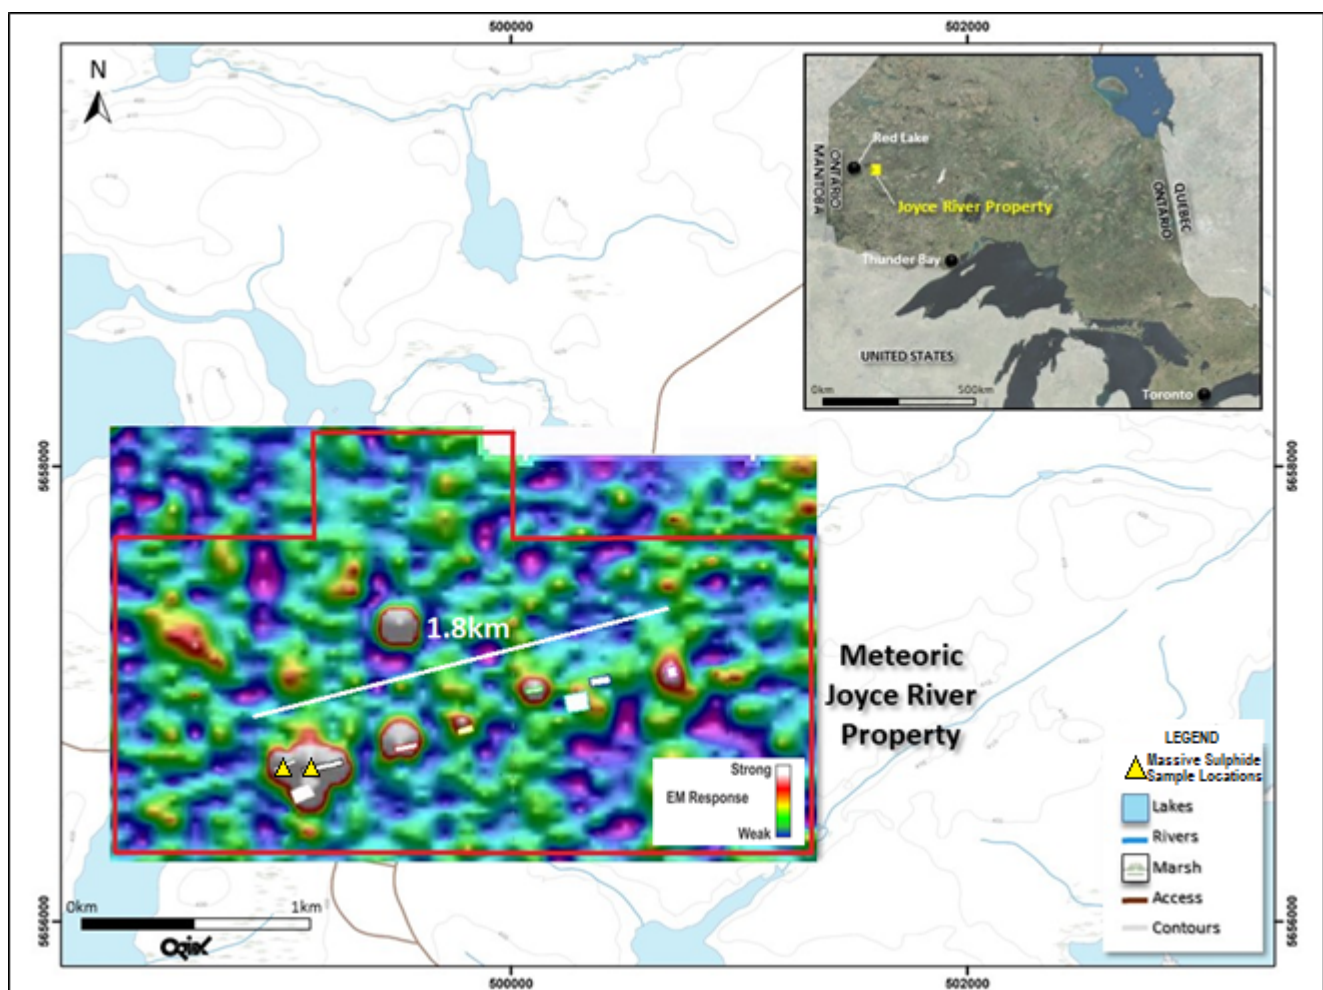 500000
502000
N
Red Lake
ONTARIO
MANTOBA
Joyce River Property
QUEBEC
ONTARIO
Thunder Bay
UNITED STATES
0km
500km
Toronto
5658000
5658000
1.8km
Meteoric
Joyce River
Property
Strong
EM Response
Weak
LEGEND
Massive Sulphide
Sample Locations
Lakes
Rivers
Marsh
Access
Contours
0km
1km
Orix
5656000
5656000
500000
502000